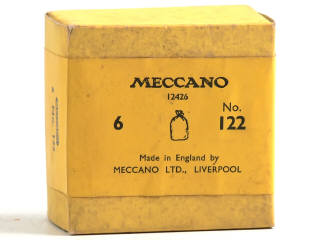 MECCANO
12426
6 No. 122
Made in England by
MECCANO LTD., LIVERPOOL